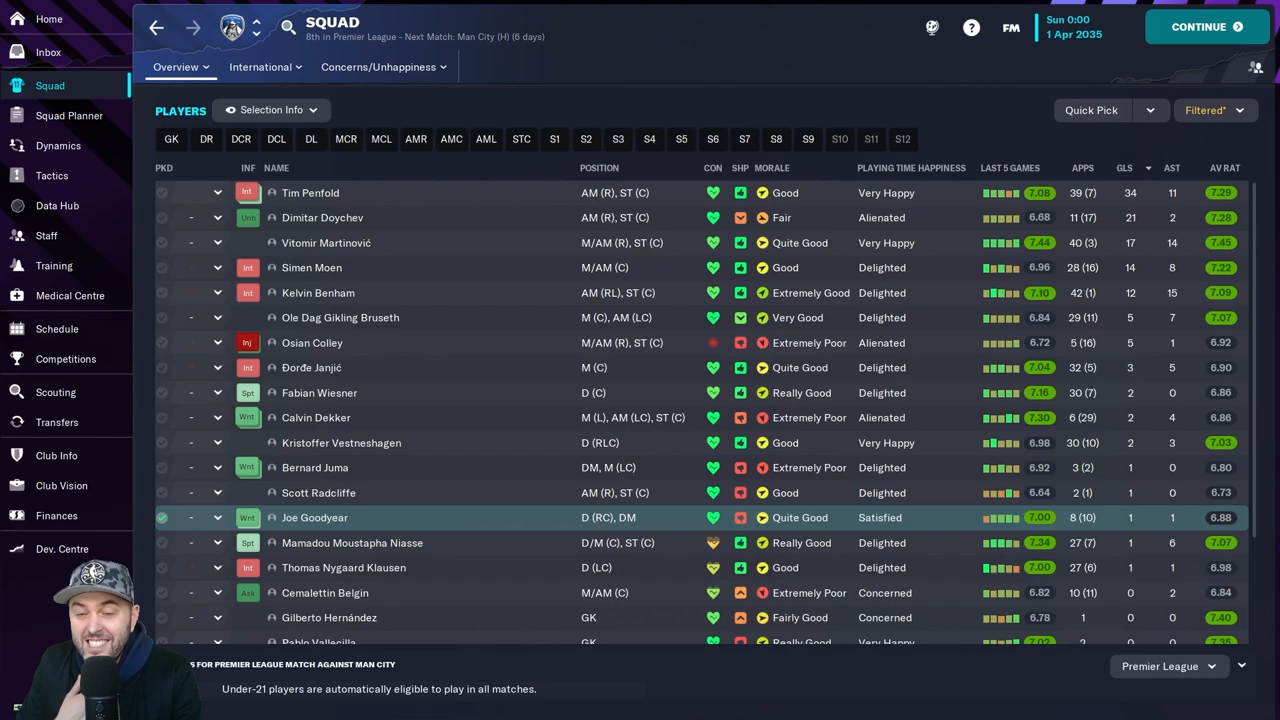 Home
SQUAD
8th in Premier League - Next Match: Man City (H) (6 days)
FM
Sun 0:00
1 Apr 2035
CONTINUE
Inbox
Squad
Squad Planner
Dynamics
Tactics
Data Hub
Staff
Training
Medical Centre
Schedule
Competitions
Scouting
Transfers
Club Info
Club Vision
Finances
Dev. Centre
Overview International Concerns/Unhappiness
PLAYERS Selection Info Quick Pick Filtered*
GK DR DCR DCL DL MCR MCL AMR AMC AML STC S1 S2 S3 S4 S5 S6 S7 S8 S9 S10 S11 S12
PKD INF NAME POSITION CON SHP MORALE PLAYING TIME HAPPINESS LAST 5 GAMES APPS GLS AST AV RAT
- Int Tim Penfold AM (R), ST (C) Good Very Happy 7.08 39 (7) 34 11 7.29
- Unh Dimitar Doychev AM (R), ST (C) Fair Alienated 6.68 11 (17) 21 2 7.28
- Vitomir Martinović M/AM (R), ST (C) Quite Good Very Happy 7.44 40 (3) 17 14 7.45
- Int Simen Moen M/AM (C) Good Delighted 6.96 28 (16) 14 8 7.22
- Int Kelvin Benham AM (RL), ST (C) Extremely Good Delighted 7.10 42 (1) 12 15 7.09
- Ole Dag Gikling Bruseth M (C), AM (LC) Very Good Delighted 6.84 29 (11) 5 7 7.07
- Inj Osian Colley M/AM (R), ST (C) Extremely Poor Alienated 6.72 5 (16) 5 1 6.92
- Int Đorđe Janjić M (C) Quite Good Delighted 7.04 32 (5) 3 5 6.90
- Spt Fabian Wiesner D (C) Really Good Delighted 7.16 30 (7) 2 0 6.86
- Wnt Calvin Dekker M (L), AM (LC), ST (C) Extremely Poor Alienated 7.30 6 (29) 2 4 6.86
- Kristoffer Vestneshagen D (RLC) Good Very Happy 6.98 30 (10) 2 3 7.03
- Wnt Bernard Juma DM, M (LC) Extremely Poor Delighted 6.92 3 (2) 1 0 6.80
- Scott Radcliffe AM (R), ST (C) Good Delighted 6.64 2 (1) 1 0 6.73
- Wnt Joe Goodyear D (RC), DM Quite Good Satisfied 7.00 8 (10) 1 1 6.88
- Spt Mamadou Moustapha Niasse D/M (C), ST (C) Really Good Delighted 7.34 27 (7) 1 6 7.07
- Int Thomas Nygaard Klausen D (LC) Good Delighted 7.00 27 (6) 1 1 6.98
- Ask Cemalettin Belgin M/AM (C) Extremely Poor Concerned 6.82 10 (11) 0 2 6.84
- Gilberto Hernández GK Fairly Good Concerned 6.78 1 0 0 7.40
- Pablo Vallecilla GK Really Good Very Happy 7.02 2 0 0 7.35
S FOR PREMIER LEAGUE MATCH AGAINST MAN CITY
Premier League
Under-21 players are automatically eligible to play in all matches.